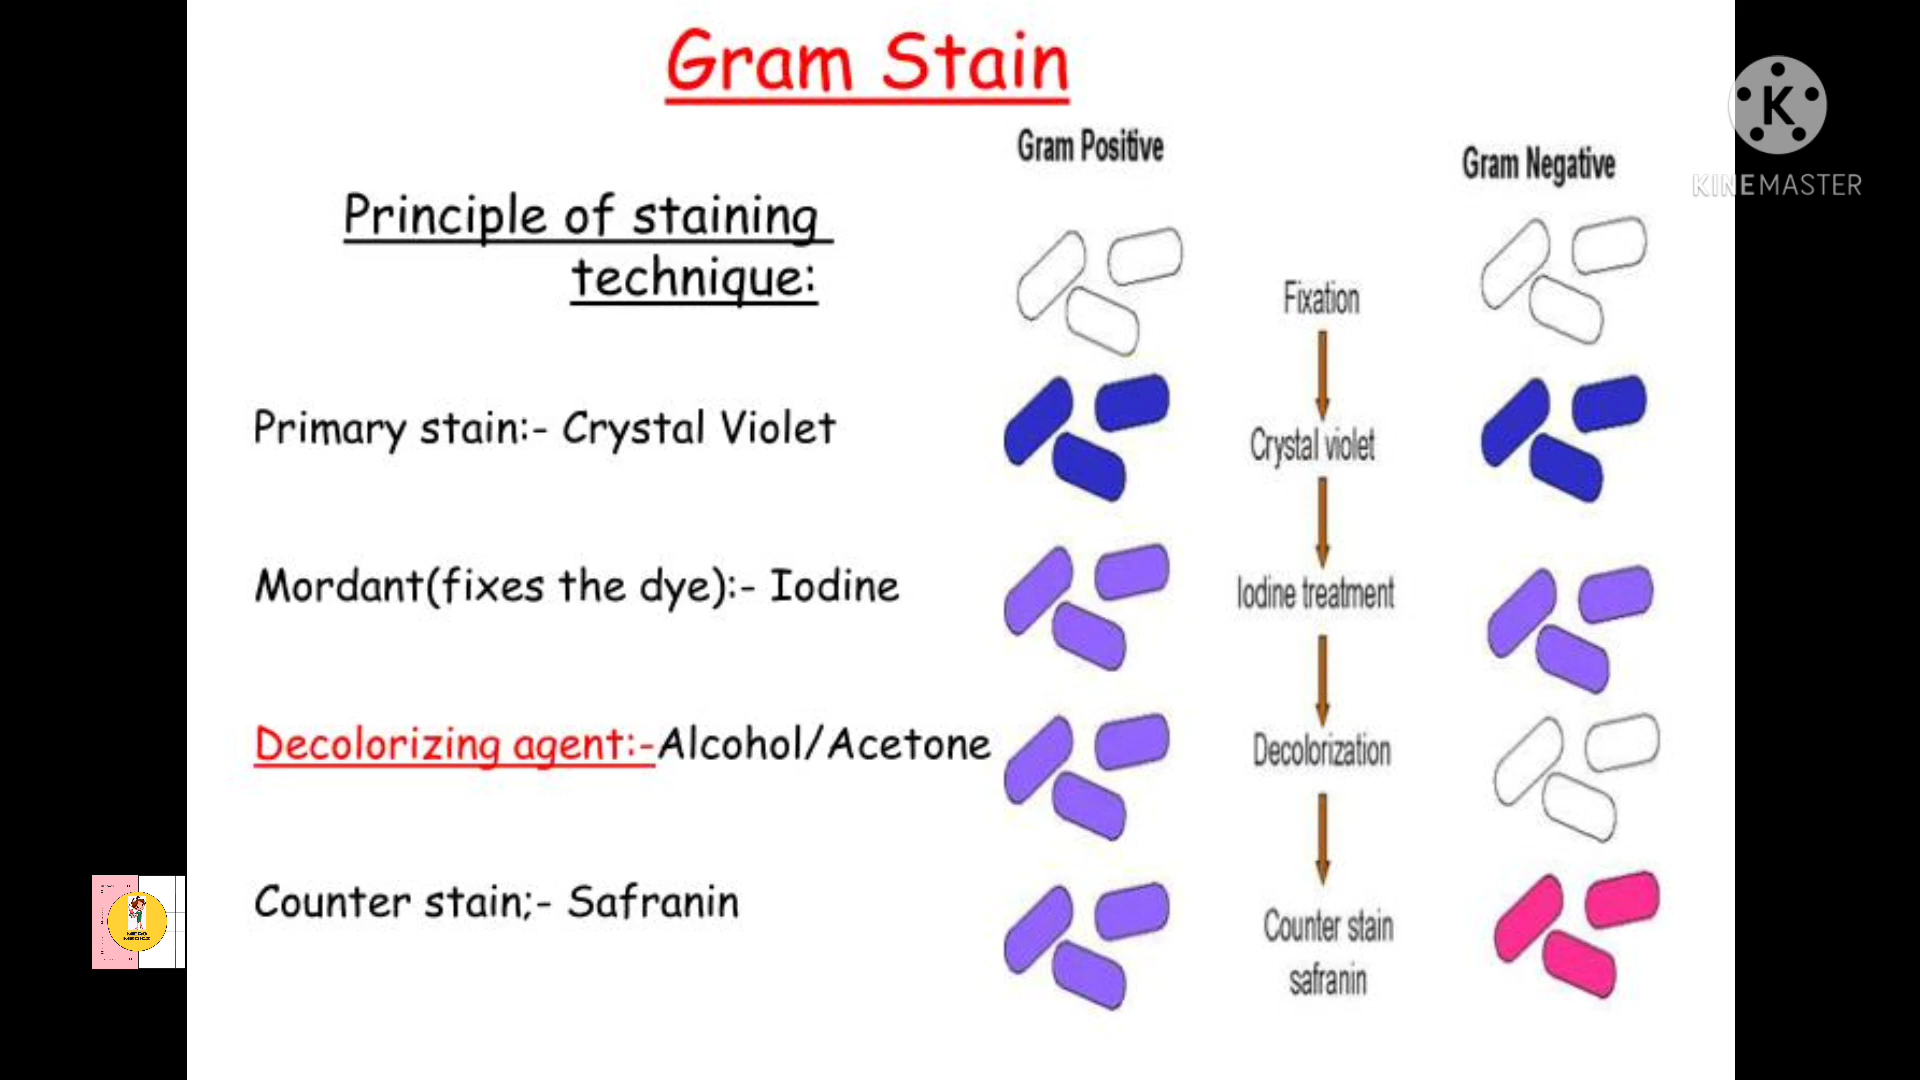 Gram Stain
Gram Positive
Gram Negative
K
KINEMASTER
Principle of staining
technique:
Fixation
Primary stain:- Crystal Violet
Crystal violet
Mordant(fixes the dye):- Iodine
Iodine treatment
Decolorizing agent:-Alcohol/Acetone
Decolorization
Counter stain;- Safranin
Counter stain
safranin